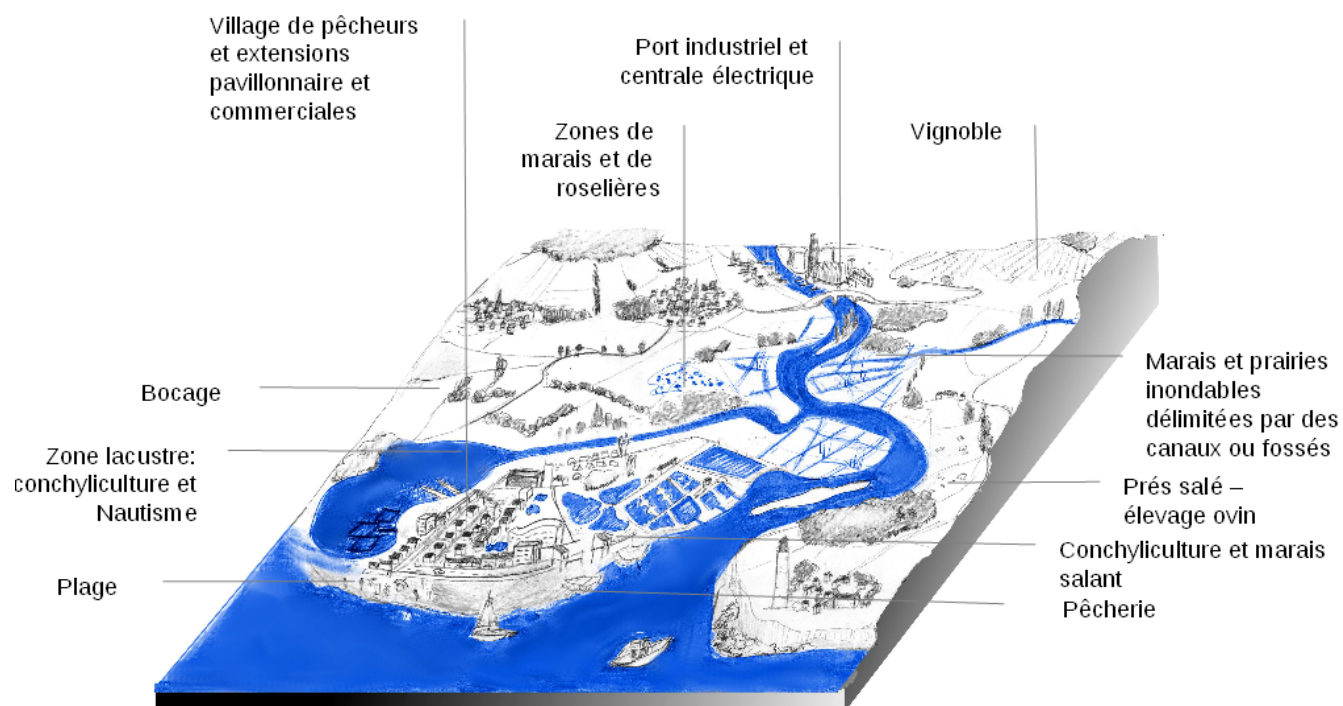 Village de pêcheurs
et extensions
pavillonnaire et
commerciales
Port industriel et
centrale électrique
Zones de
marais et de
roselières
Vignoble
Bocage
Zone lacustre:
conchyliculture et
Nautisme
Plage
Marais et prairies
inondables
délimitées par des
canaux ou fossés
Prés salé –
élevage ovin
Conchyliculture et marais
salant
Pêcherie